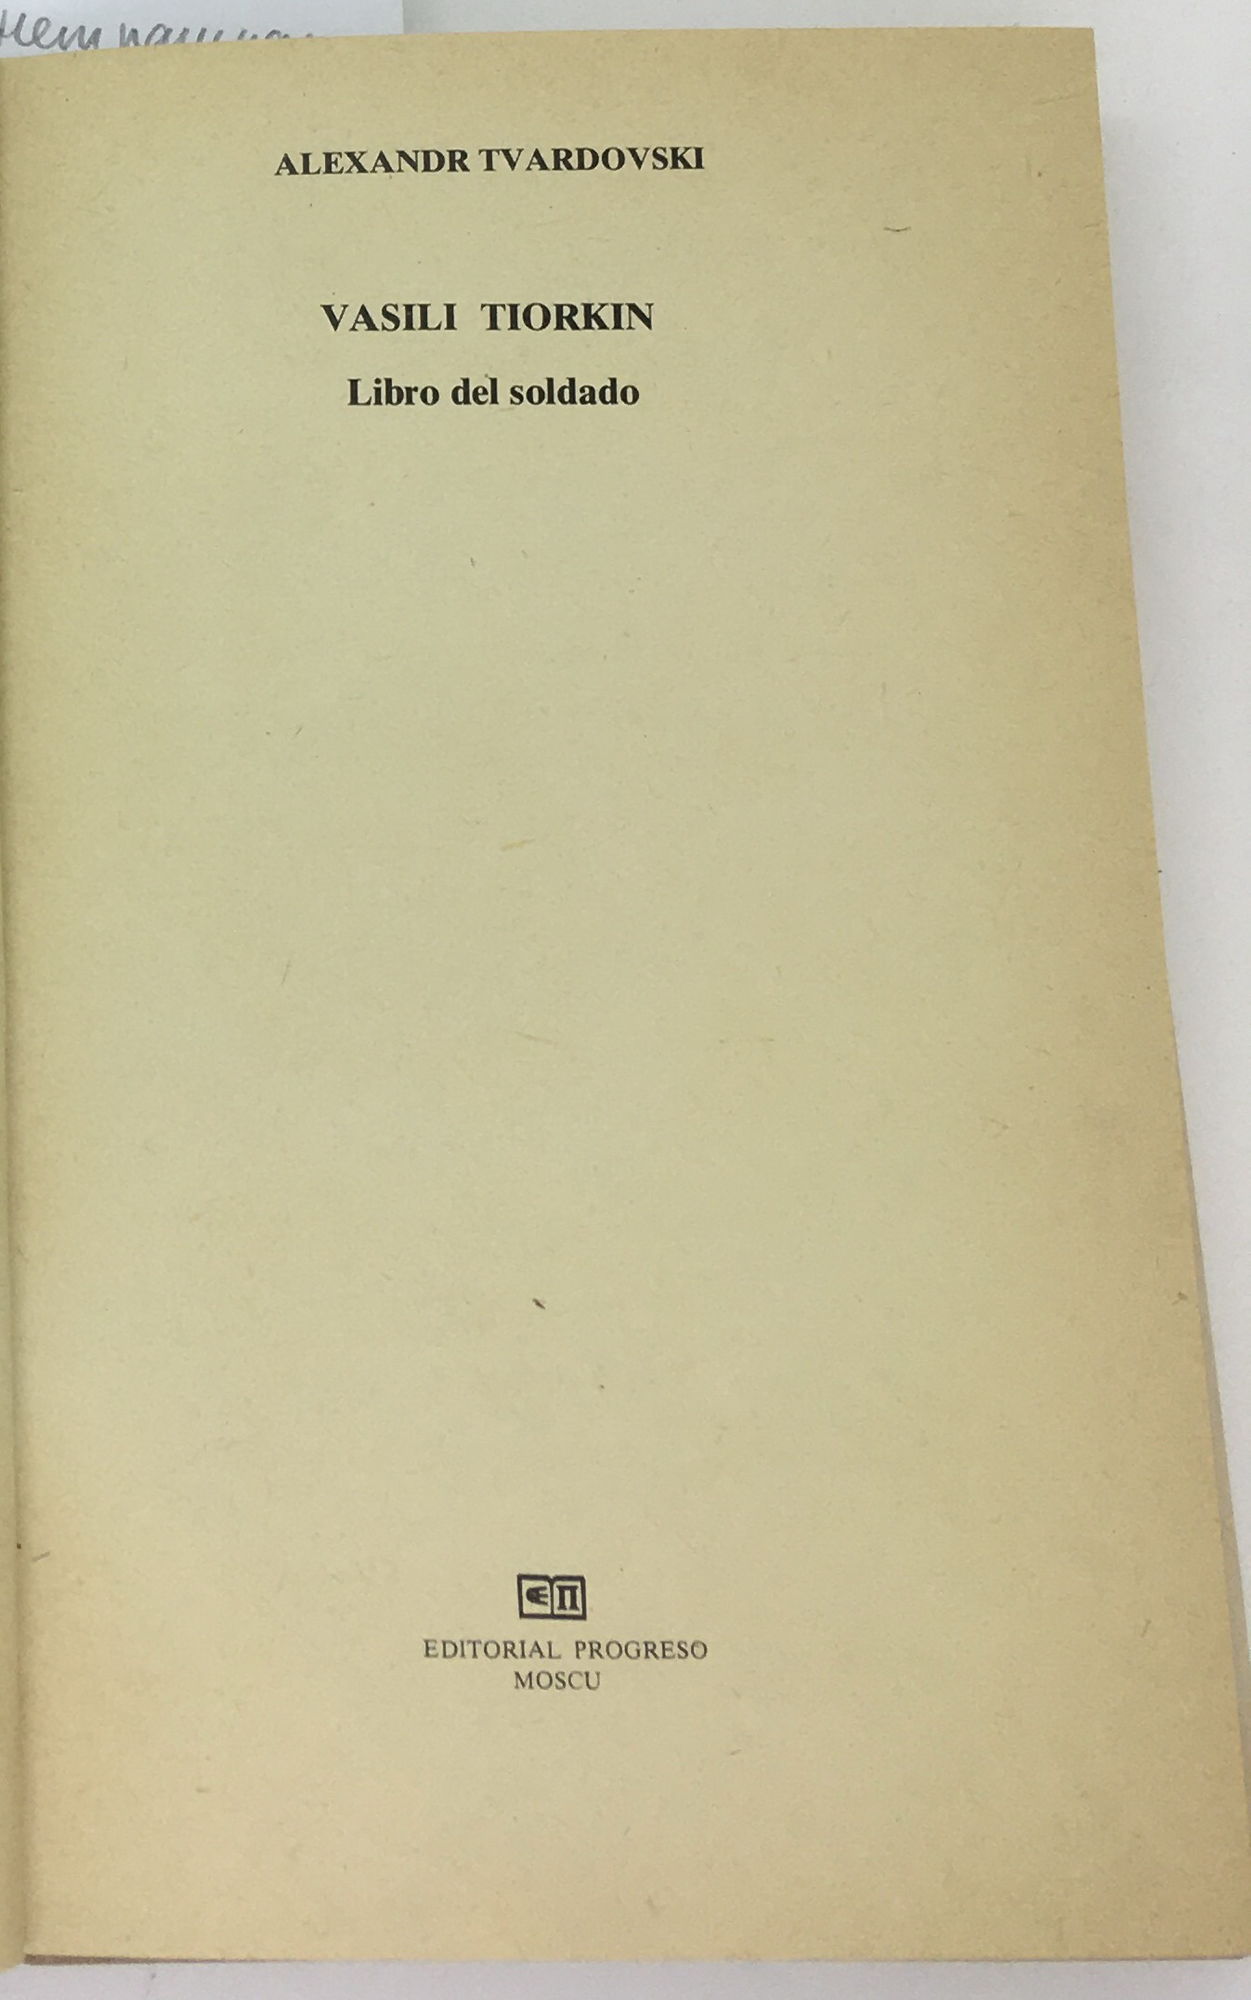 ALEXANDR TVARDOVSKI
VASILI TIORKIN
Libro del soldado
EDITORIAL PROGRESO
MOSCU